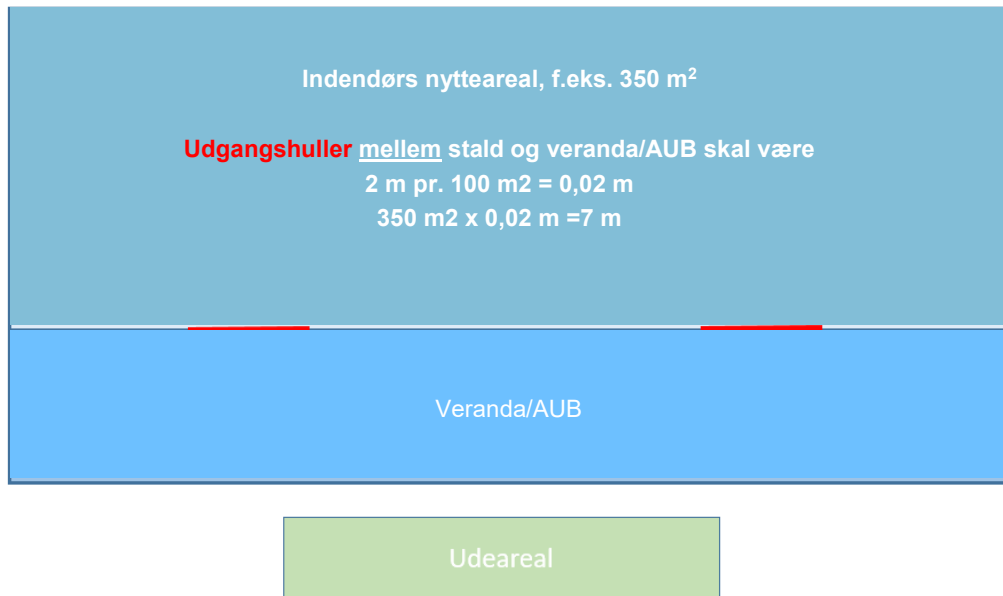 Indendørs nytteareal, f.eks. 350 m²
Udgangshuller mellem stald og veranda/AUB skal være
2 m pr. 100 m2 = 0,02 m
350 m2 x 0,02 m =7 m
Veranda/AUB
Udeareal